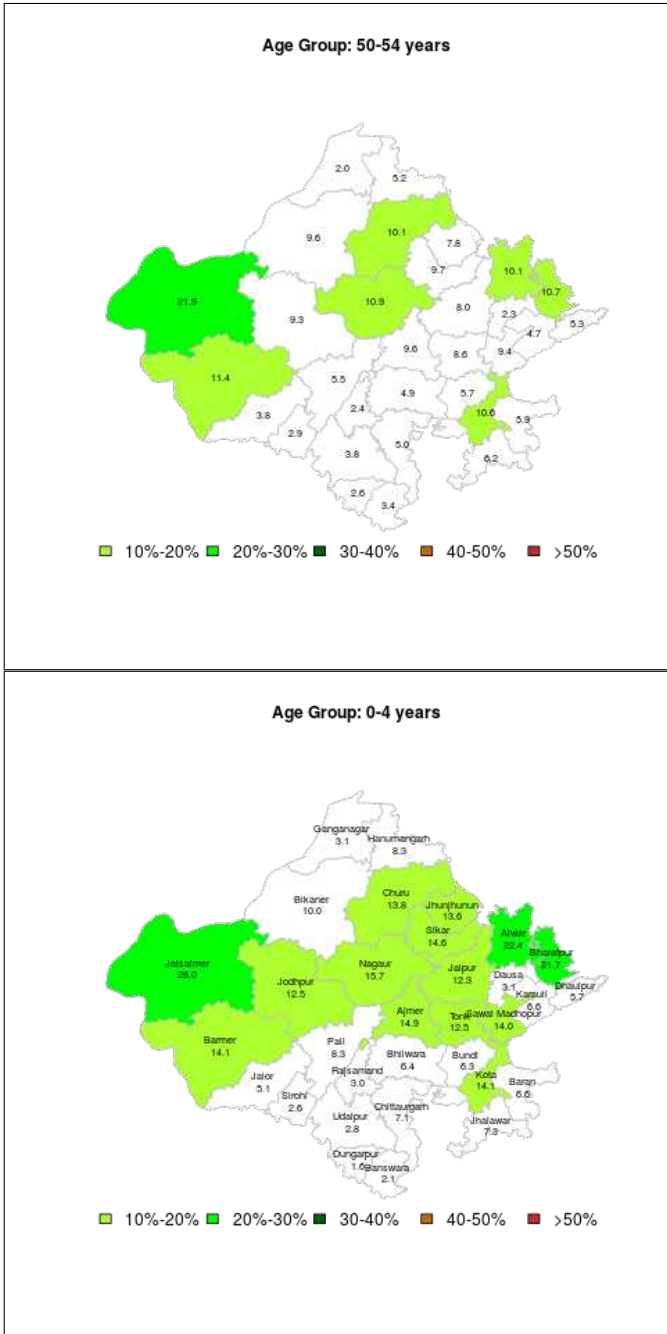 Age Group: 50-54 years
2.0
5.2
10.1
7.8
9.6
9.7
10.1
10.7
21.9
10.9
9.3
8.0
2.3
5.3
4.7
9.6
8.6
9.4
11.4
5.5
4.9
5.7
3.8
2.4
10.6
5.9
2.9
5.0
3.8
6.2
2.6
3.4
10%-20% 20%-30% 30-40% 40-50% >50%
Age Group: 0-4 years
Ganganagar
3.1
Hanumangarh
8.3
Churu
13.8
Bikaner
10.0
Jhunjhunun
13.6
Sikar
14.6
Alwar
22.4
Bharatpur
21.7
Jaisalmer
28.0
Nagaur
15.7
Jaipur
12.3
Jodhpur
12.5
Dausa
3.1
Karauli
6.6
Dhaulpur
5.7
Ajmer
14.9
Tonk
12.5
Sawai Madhopur
14.0
Barmer
14.1
Pali
8.3
Bhilwara
6.4
Bundi
6.3
Rajsamand
3.0
Kota
14.1
Baran
6.6
Jalor
5.1
Sirohi
2.6
Chittaurgarh
7.1
Udaipur
2.8
Jhalawar
7.3
Dungarpur
1.6
Banswara
2.1
10%-20% 20%-30% 30-40% 40-50% >50%